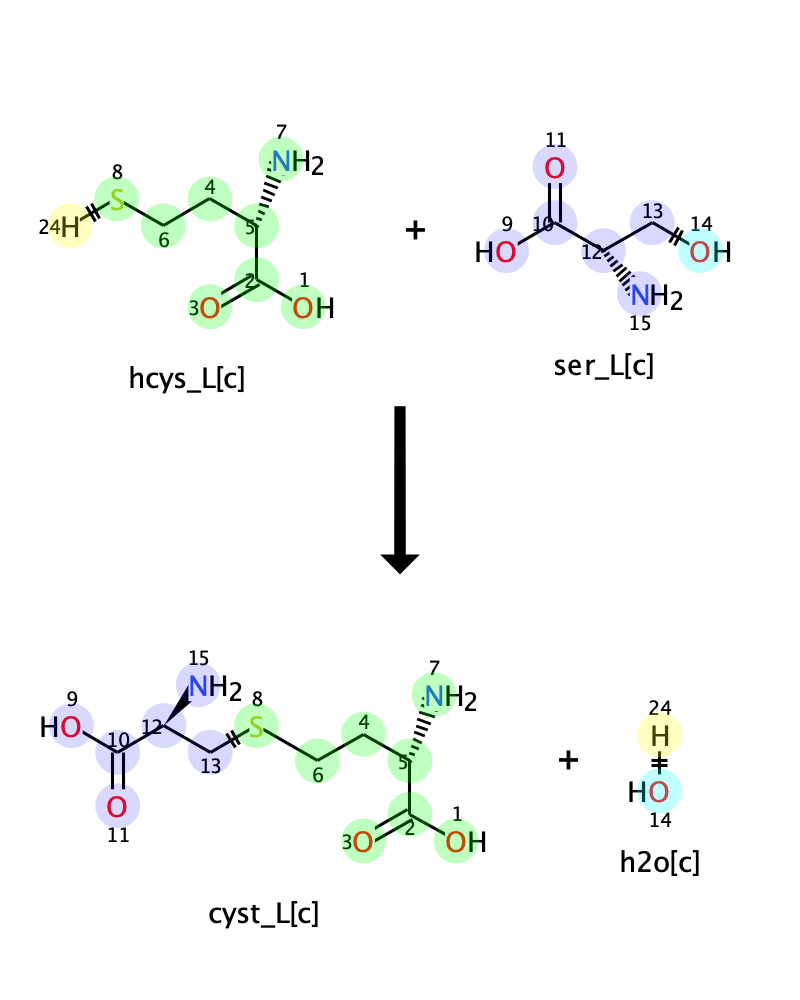 7
8 NH2
4
24H S
5
6
2 1
3O OH
hcys_L[c]
+
11
O
9 10 13 14
HO 12 OH
NH2
15
ser_L[c]
15 7
NH2 NH2
9 8
HO 12 S 4
10 13 6 5
O 2 1
11 3O OH
cyst_L[c]
+
24
H
HO
14
h2o[c]